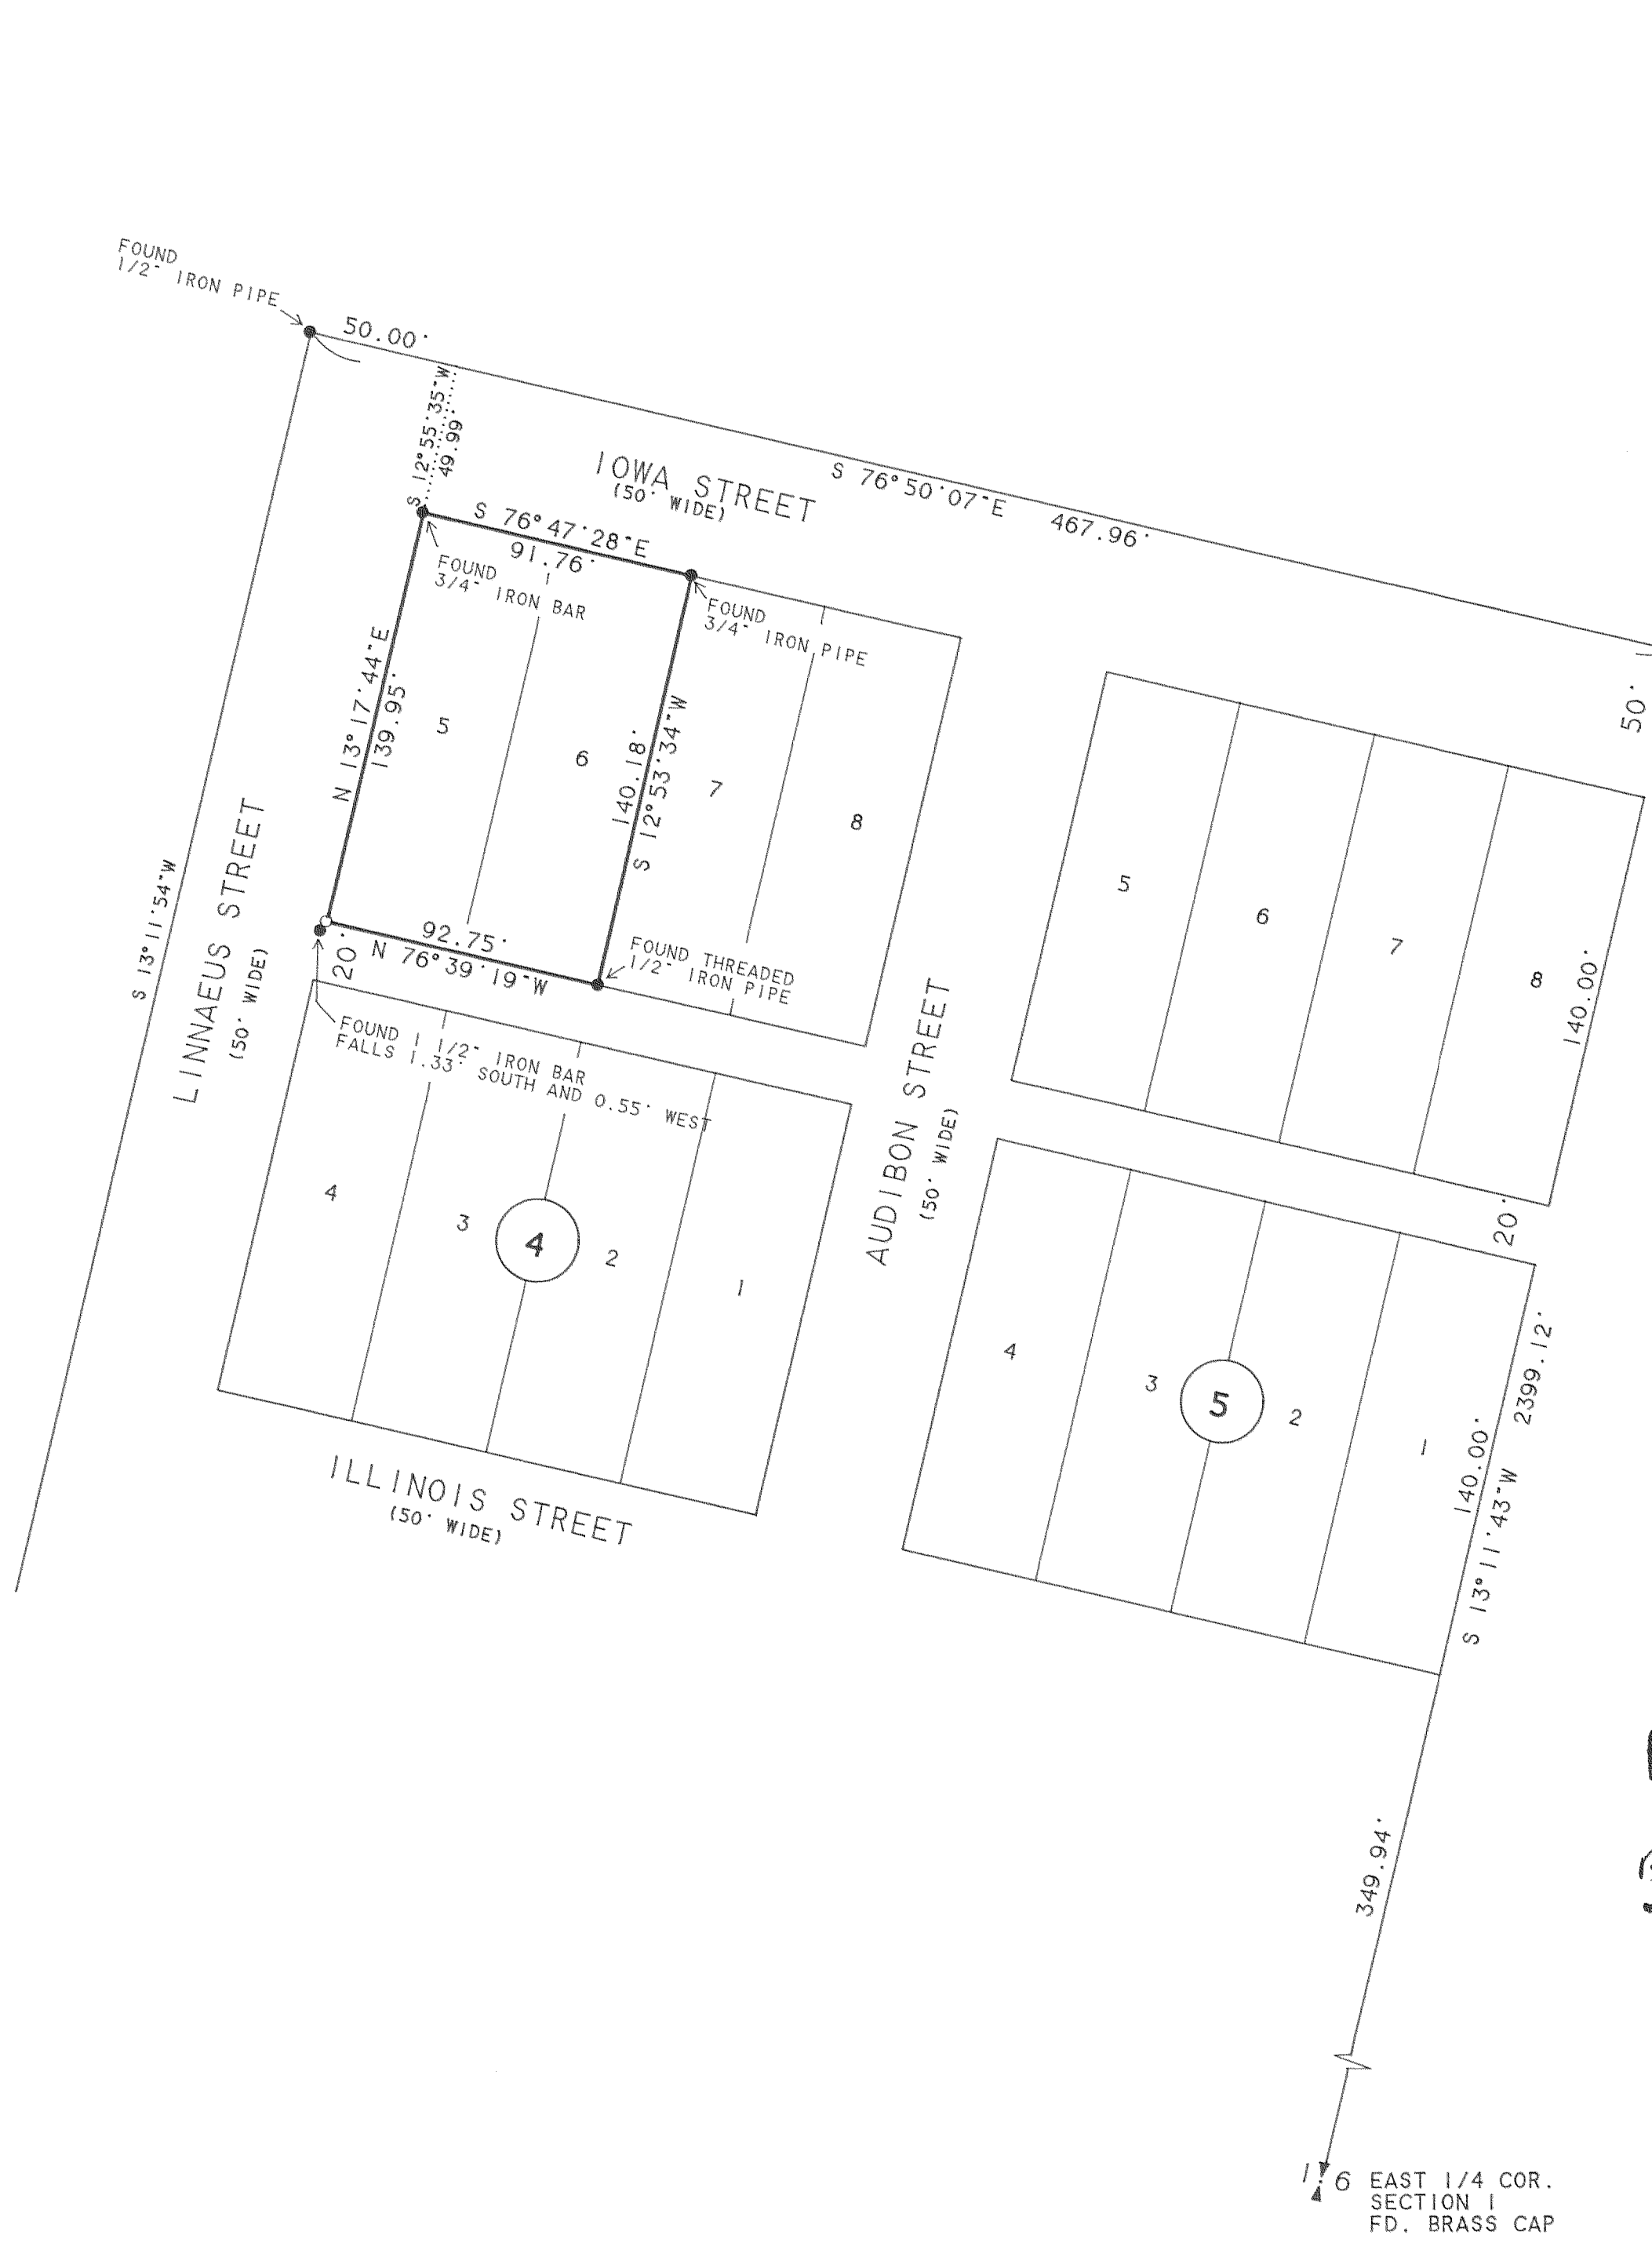 FOUND
1/2" IRON PIPE
50.00'
S 12°55'35"W
49.99'
IOWA STREET
(50' WIDE)
S 76°50'07"E 467.96'
S 76°47'28"E
91.76'
FOUND
3/4" IRON BAR
FOUND
3/4" IRON PIPE
50'
N 13°17'44"E
139.95'
5
6
140.18'
S 12°53'34"W
7
8
5
6
7
8
140.00'
S 13°11'54"W
LINNAEUS STREET
(50' WIDE)
20'
92.75'
N 76°39'19"W
FOUND THREADED
1/2" IRON PIPE
FOUND 1 1/2" IRON BAR
FALLS 1.33' SOUTH AND 0.55' WEST
AUDIBON STREET
(50' WIDE)
4
3
4
2
1
20'
4
3
5
2
1
140.00'
S 13°11'43"W 2399.12'
ILLINOIS STREET
(50' WIDE)
349.94'
1 6
EAST 1/4 COR.
SECTION 1
FD. BRASS CAP